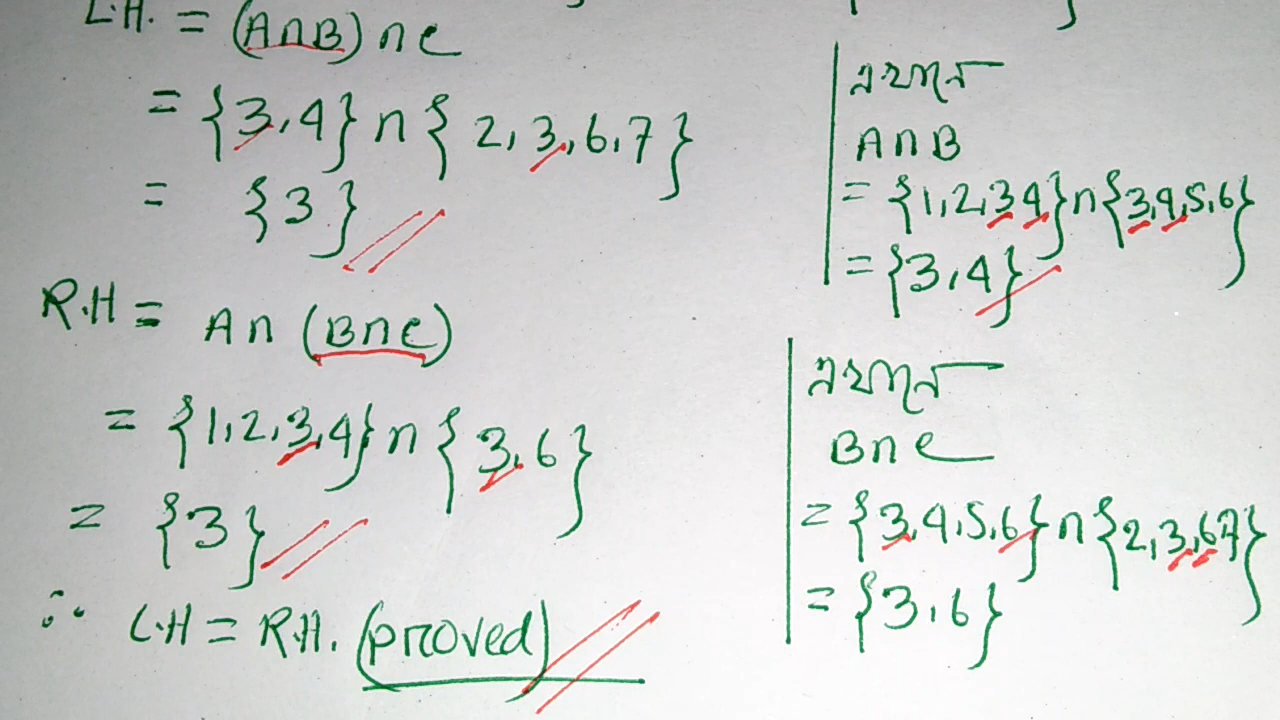 L.H. = (A∩B)∩C
= {3,4}∩{2,3,6,7}
= {3}
R.H = A∩(B∩C)
= {1,2,3,4}∩{3,6}
= {3}
∴ L.H = R.H. (proved)
এখানে
A∩B
= {1,2,3 4}∩{3,4,5,6}
= {3,4}
এখানে
B∩C
= {3,4,5,6}∩{2,3,6 7}
= {3,6}